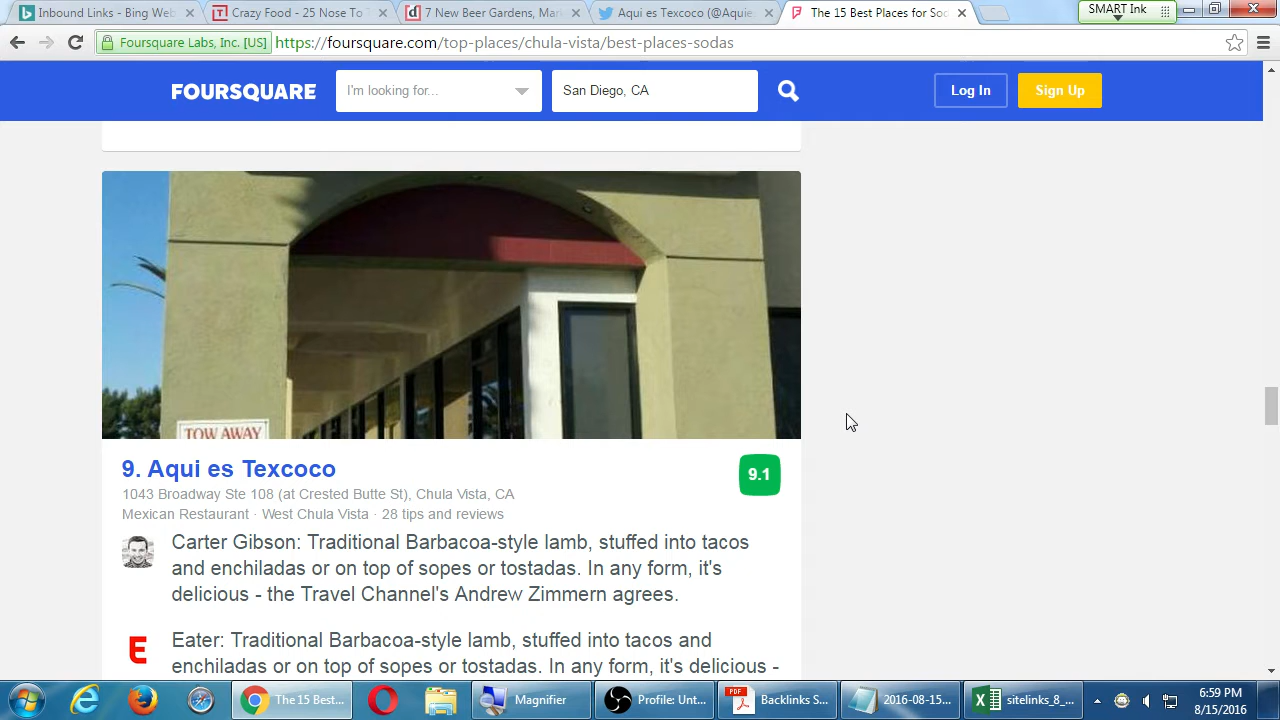 Inbound Links - Bing Web
Crazy Food - 25 Nose To T
7 New Beer Gardens, Mar
Aqui es Texcoco (@Aquie
The 15 Best Places for Sod
SMART Ink
Foursquare Labs, Inc. [US]
https://foursquare.com/top-places/chula-vista/best-places-sodas
FOURSQUARE
I'm looking for...
San Diego, CA
Log In
Sign Up
TOW AWAY
9. Aqui es Texcoco
9.1
1043 Broadway Ste 108 (at Crested Butte St), Chula Vista, CA
Mexican Restaurant · West Chula Vista · 28 tips and reviews
Carter Gibson: Traditional Barbacoa-style lamb, stuffed into tacos
and enchiladas or on top of sopes or tostadas. In any form, it's
delicious - the Travel Channel's Andrew Zimmern agrees.
E
Eater: Traditional Barbacoa-style lamb, stuffed into tacos and
enchiladas or on top of sopes or tostadas. In any form, it's delicious -
The 15 Best...
Magnifier
Profile: Unt...
PDF
Backlinks S...
2016-08-15...
sitelinks_8_...
6:59 PM
8/15/2016